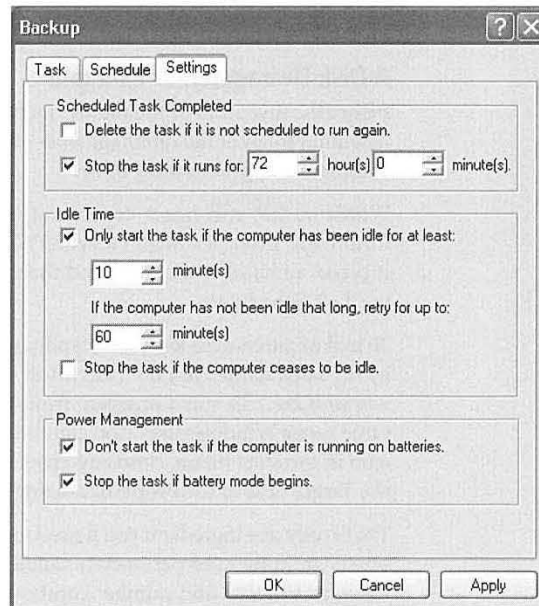 Backup
Task Schedule Settings
Scheduled Task Completed
Delete the task if it is not scheduled to run again.
Stop the task if it runs for: 72 hour(s) 0 minute(s).
Idle Time
Only start the task if the computer has been idle for at least:
10 minute(s)
If the computer has not been idle that long, retry for up to:
60 minute(s)
Stop the task if the computer ceases to be idle.
Power Management
Don't start the task if the computer is running on batteries.
Stop the task if battery mode begins.
OK Cancel Apply